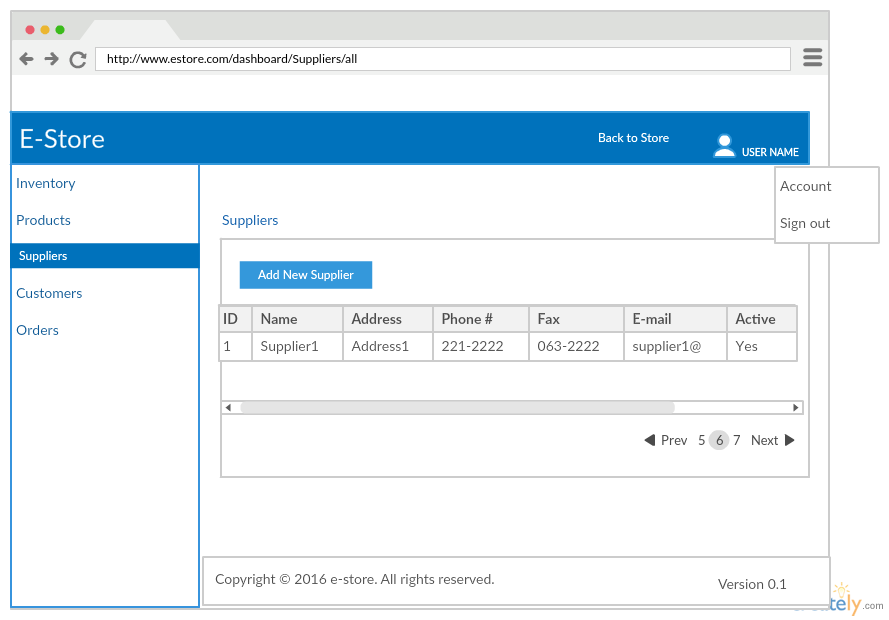 http://www.estore.com/dashboard/Suppliers/all
E-Store
Back to Store
USER NAME
Account
Sign out
Inventory
Products
Suppliers
Customers
Orders
Suppliers
Add New Supplier
ID Name Address Phone # Fax E-mail Active
1 Supplier1 Address1 221-2222 063-2222 supplier1@ Yes
Prev 5 6 7 Next
Copyright © 2016 e-store. All rights reserved.
Version 0.1
.com